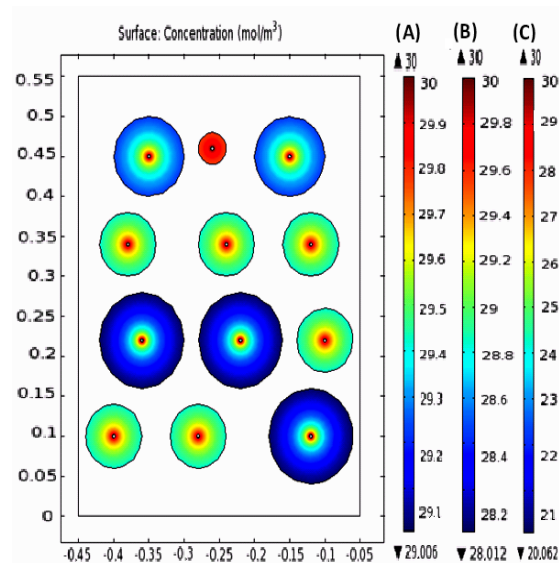 Surface: Concentration (mol/m³)
(A) (B) (C)
▲ 30 ▲ 30 ▲ 30
30 30 30
29.9 29.8 29
29.8 29.6 28
29.7 29.4 27
29.6 29.2 26
29.5 29 25
29.4 28.8 24
29.3 28.6 23
29.2 28.4 22
29.1 28.2 21
▼ 29.006 ▼ 28.012 ▼ 20.062
0.55
0.5
0.45
0.4
0.35
0.3
0.25
0.2
0.15
0.1
0.05
0
-0.45 -0.4 -0.35 -0.3 -0.25 -0.2 -0.15 -0.1 -0.05